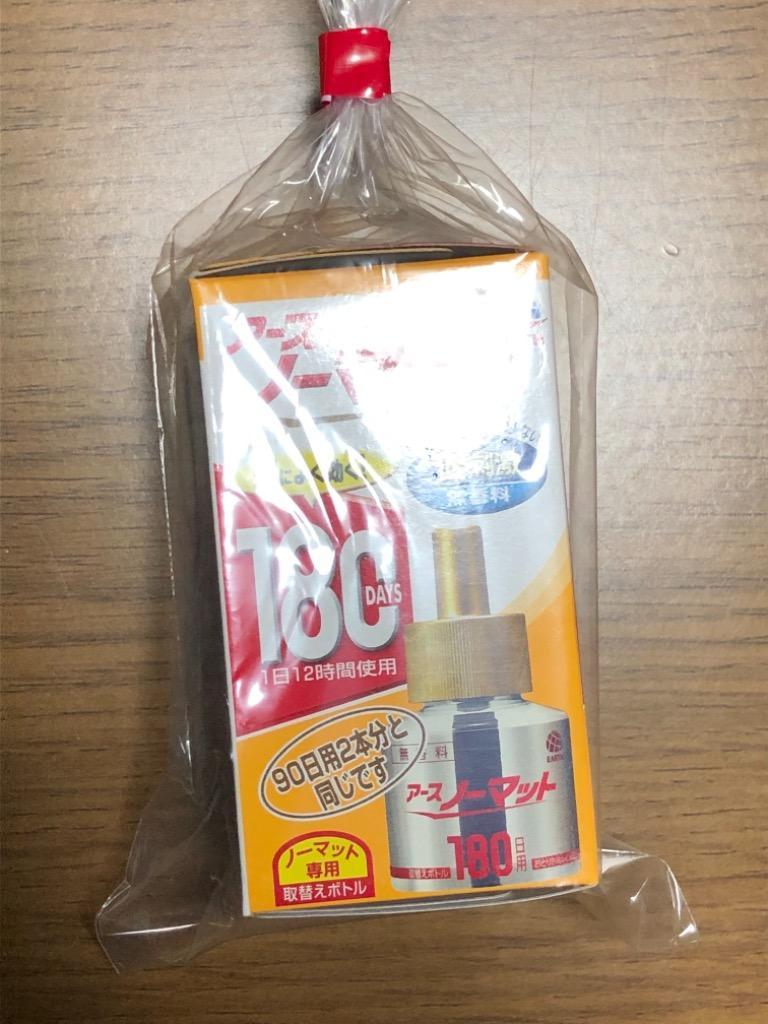 アース
ノーマ
よく効く
無香料
180
DAYS
1日12時間使用
90日用2本分と
同じです
無香料
EARTH
アース ノーマット
180日用
取替えボトル
ノーマット
専用
取替えボトル